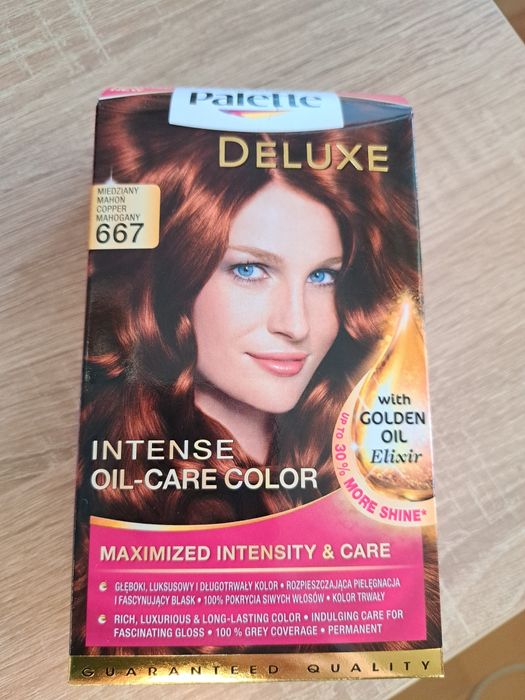 Palette
DELUXE
MIEDZIANY
MAHOŃ
COPPER
MAHOGANY
667
with
GOLDEN
OIL
Elixir
UP TO 30% MORE SHINE*
INTENSE
OIL-CARE COLOR
MAXIMIZED INTENSITY & CARE
GŁĘBOKI, LUKSUSOWY I DŁUGOTRWAŁY KOLOR • ROZPIESZCZAJĄCA PIELĘGNACJA
I FASCYNUJĄCY BLASK • 100% POKRYCIA SIWYCH WŁOSÓW • KOLOR TRWAŁY
RICH, LUXURIOUS & LONG-LASTING COLOR • INDULGING CARE FOR
FASCINATING GLOSS • 100 % GREY COVERAGE • PERMANENT
GUARANTEED QUALITY